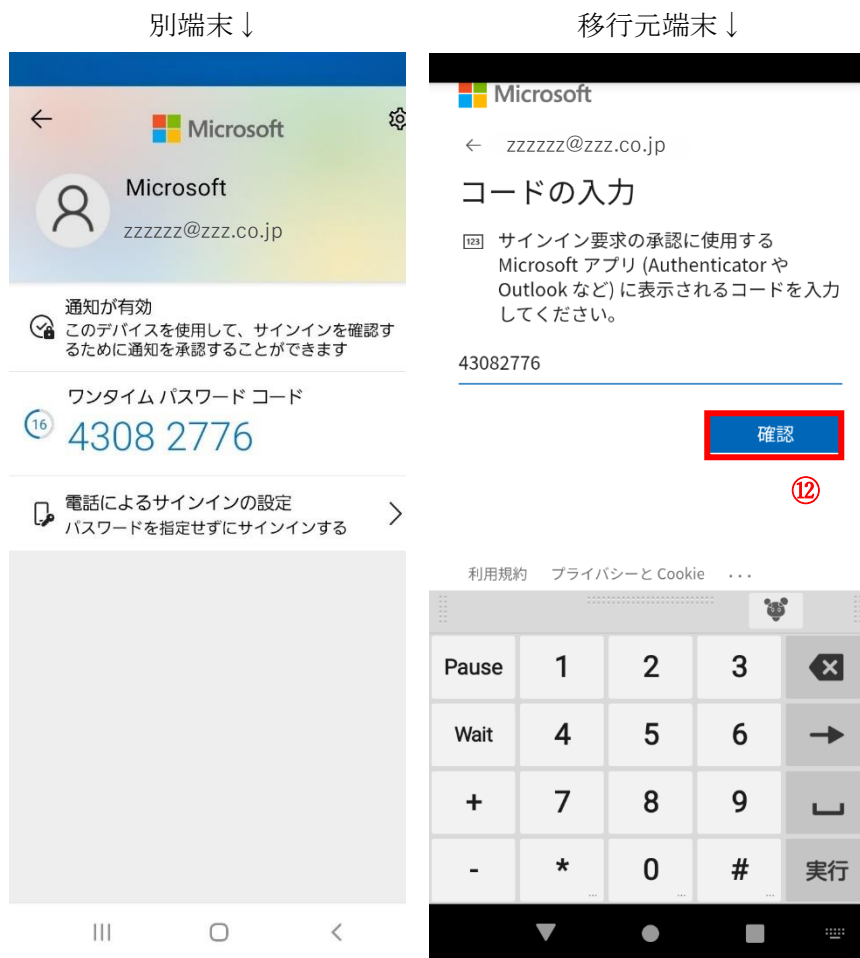 別端末↓
Microsoft
Microsoft
zzzzzz@zzz.co.jp
通知が有効
このデバイスを使用して、サインインを確認す
るために通知を承認することができます
ワンタイム パスワード コード
16
4308 2776
電話によるサインインの設定
パスワードを指定せずにサインインする
移行元端末↓
Microsoft
← zzzzzz@zzz.co.jp
コードの入力
123 サインイン要求の承認に使用する
Microsoft アプリ (Authenticator や
Outlook など) に表示されるコードを入力
してください。
43082776
確認
⑫
利用規約 プライバシーと Cookie ...
Pause 1 2 3
Wait 4 5 6
+ 7 8 9
- * 0 # 実行